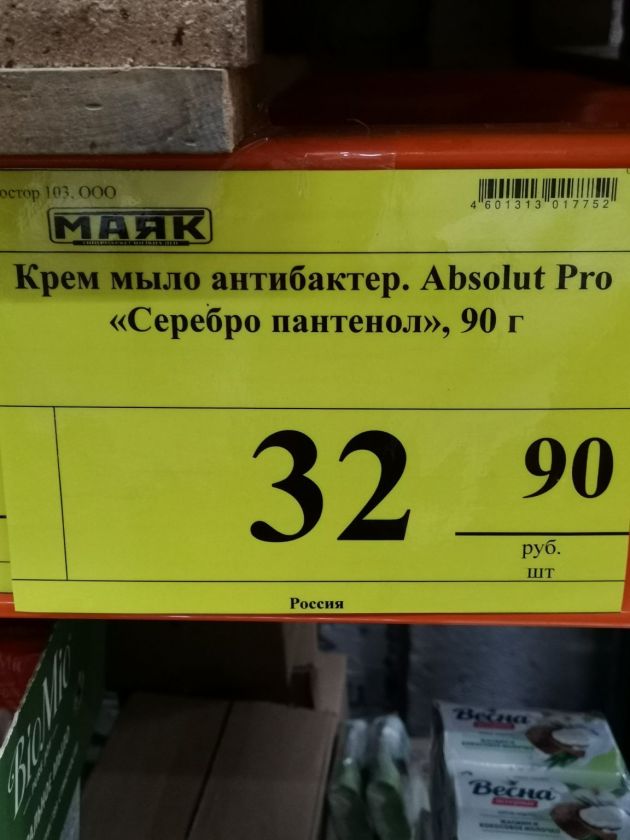 остор 103, ООО
МАЯК
4 601313 017752
Крем мыло антибактер. Absolut Pro
«Серебро пантенол», 90 г
32 90
руб.
шт
Россия
BioMio
Весна
Весна